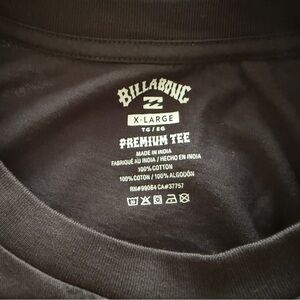 BILLABONG
X-LARGE
TG / EG
PREMIUM TEE
MADE IN INDIA
FABRIQUÉ AU INDIA / HECHO EN INDIA
100% COTTON
100% COTON / 100% ALGODÓN
RN#99084 CA#37757